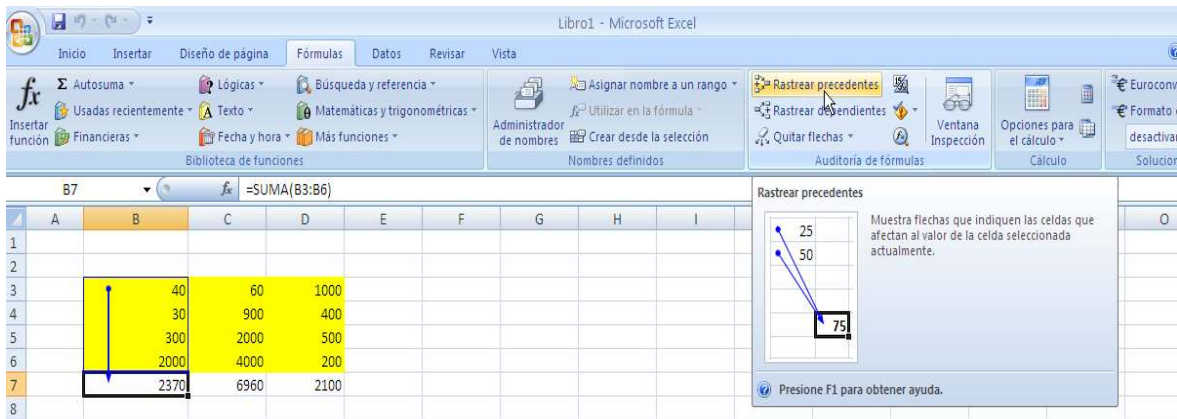 Libro1 - Microsoft Excel
Inicio Insertar Diseño de página Fórmulas Datos Revisar Vista
fx
Insertar función
Σ Autosuma
Usadas recientemente
Financieras
Lógicas
Texto
Fecha y hora
Búsqueda y referencia
Matemáticas y trigonométricas
Más funciones
Biblioteca de funciones
Administrador de nombres
Asignar nombre a un rango
Utilizar en la fórmula
Crear desde la selección
Nombres definidos
Rastrear precedentes
Rastrear dependientes
Quitar flechas
Ventana Inspección
Auditoría de fórmulas
Opciones para el cálculo
Cálculo
Euroconv
Formato
desactivar
Solucion
B7 fx =SUMA(B3:B6)
A B C D E F G H I O
1
2
3 40 60 1000
4 30 900 400
5 300 2000 500
6 2000 4000 200
7 2370 6960 2100
8
Rastrear precedentes
25
50
75
Muestra flechas que indiquen las celdas que
afectan al valor de la celda seleccionada
actualmente.
Presione F1 para obtener ayuda.